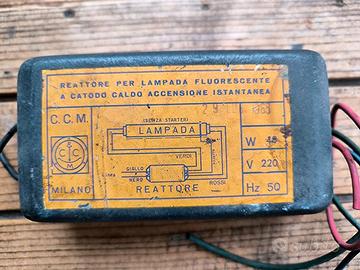 REATTORE PER LAMPADA FLUORESCENTE
A CATODO CALDO ACCENSIONE ISTANTANEA
C.C.M.
MILANO
(SENZA STARTER)
LAMPADA
VERDI
GIALLO
NERO
ROSSI
REATTORE
W
V 220
Hz 50